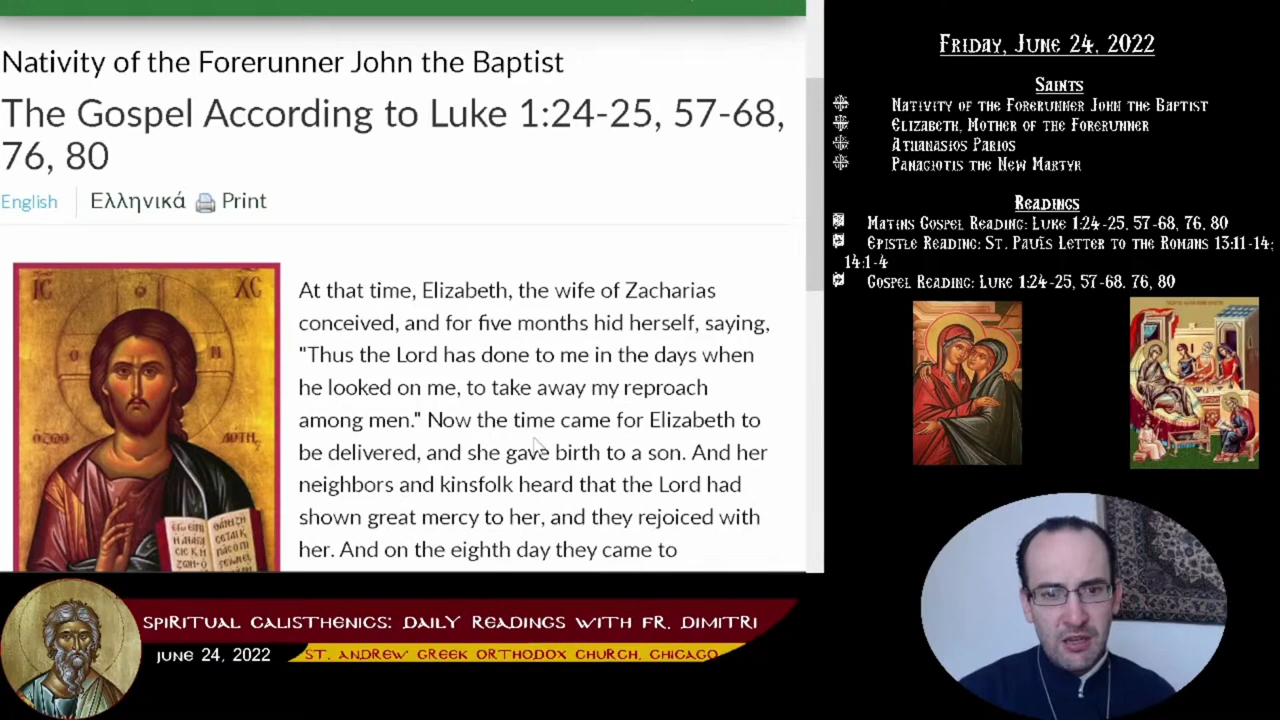 Nativity of the Forerunner John the Baptist
The Gospel According to Luke 1:24-25, 57-68,
76, 80
English Ελληνικά Print
IC XC
At that time, Elizabeth, the wife of Zacharias
conceived, and for five months hid herself, saying,
"Thus the Lord has done to me in the days when
he looked on me, to take away my reproach
among men." Now the time came for Elizabeth to
be delivered, and she gave birth to a son. And her
neighbors and kinsfolk heard that the Lord had
shown great mercy to her, and they rejoiced with
her. And on the eighth day they came to
Friday, June 24, 2022
Saints
Nativity of the Forerunner John the Baptist
Elizabeth, Mother of the Forerunner
Athanasios Parios
Panagiotis the New Martyr
Readings
Matins Gospel Reading: Luke 1:24-25, 57-68, 76, 80
Epistle Reading: St. Paul's Letter to the Romans 13:11-14;
14:1-4
Gospel Reading: Luke 1:24-25, 57-68, 76, 80
SPIRITUAL CALISTHENICS: DAILY READINGS WITH FR. DIMITRI
JUNE 24, 2022
ST. ANDREW GREEK ORTHODOX CHURCH, CHICAGO